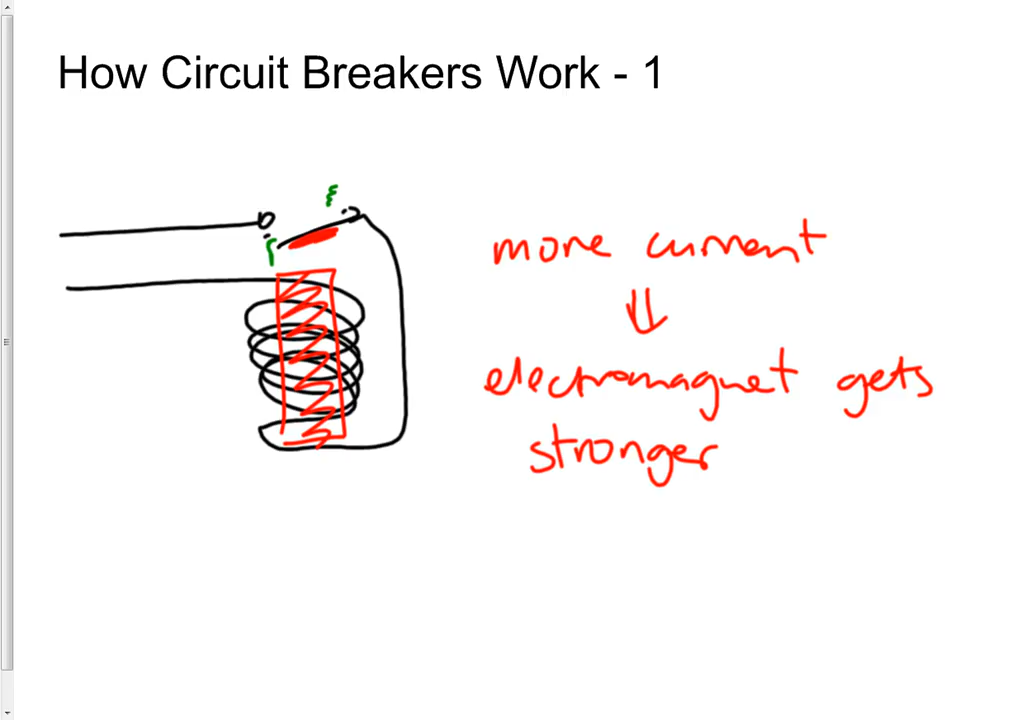 How Circuit Breakers Work - 1
more current
⇓
electromagnet gets
stronger